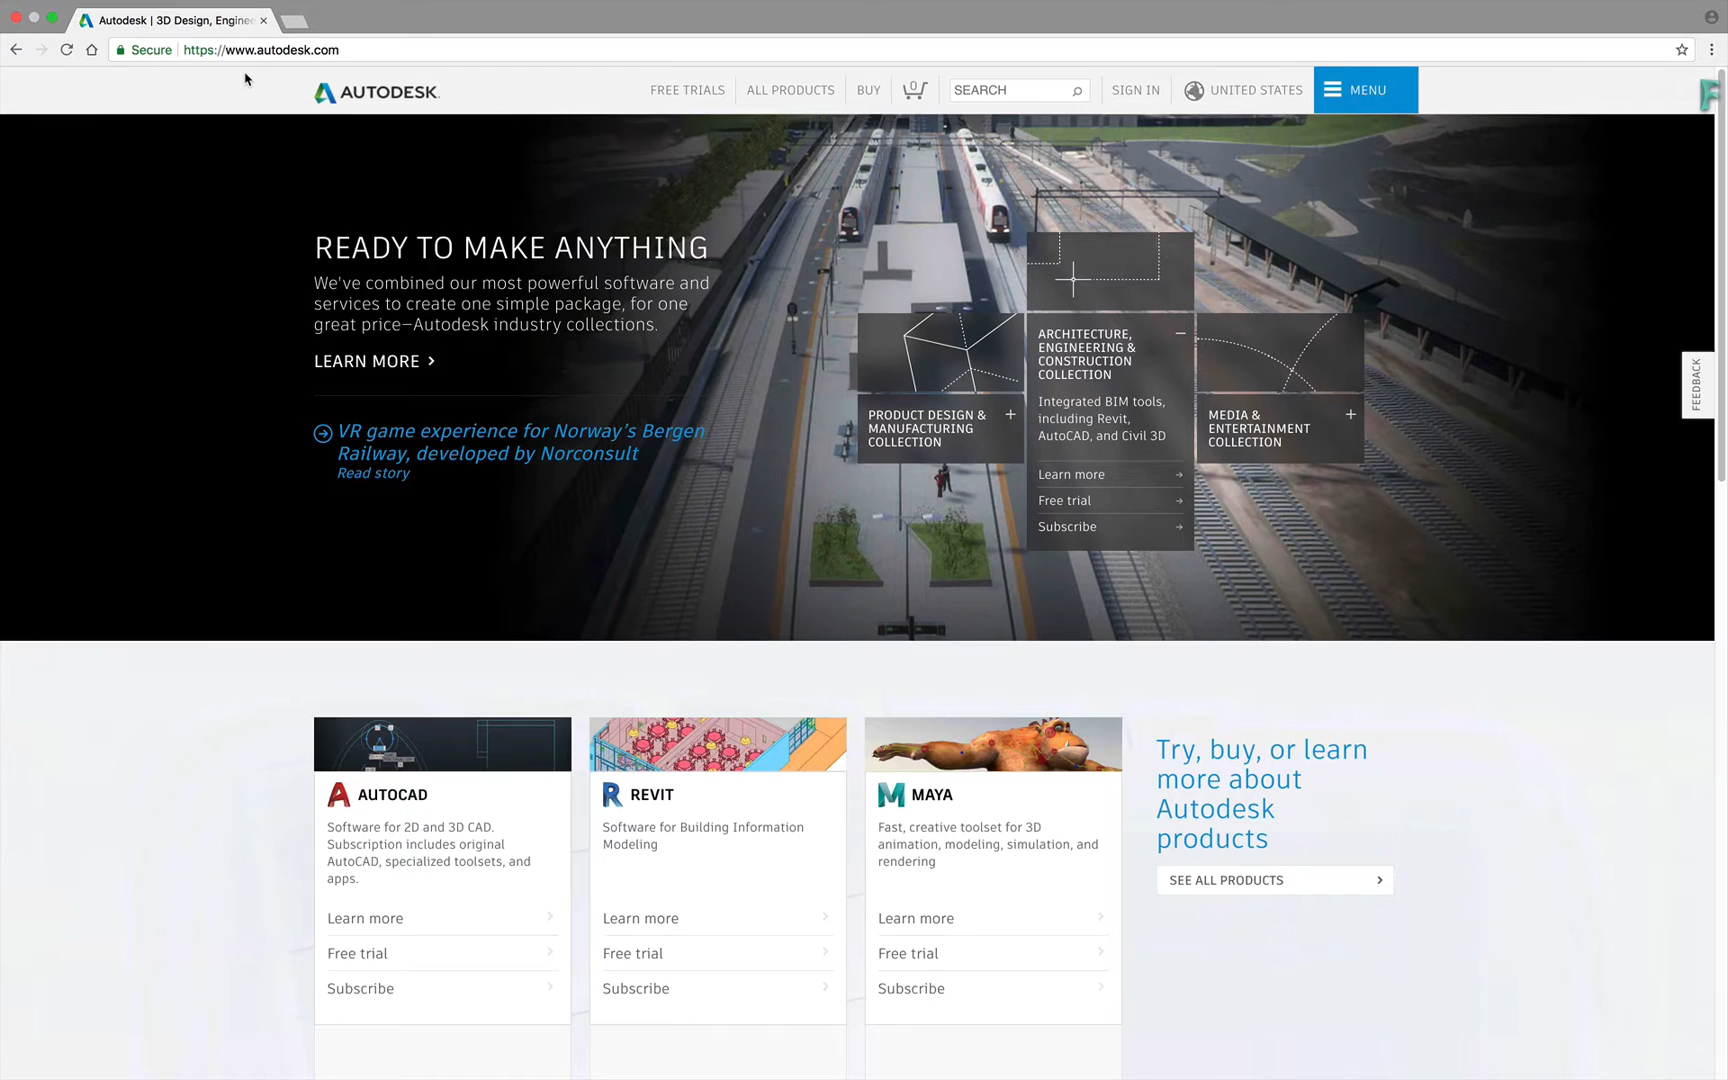 Autodesk | 3D Design, Enginee
Secure https://www.autodesk.com
AUTODESK.
FREE TRIALS
ALL PRODUCTS
BUY
0
SEARCH
SIGN IN
UNITED STATES
MENU
READY TO MAKE ANYTHING
We've combined our most powerful software and
services to create one simple package, for one
great price—Autodesk industry collections.
LEARN MORE
VR game experience for Norway's Bergen
Railway, developed by Norconsult
Read story
PRODUCT DESIGN &
MANUFACTURING
COLLECTION
ARCHITECTURE,
ENGINEERING &
CONSTRUCTION
COLLECTION
Integrated BIM tools,
including Revit,
AutoCAD, and Civil 3D
Learn more
Free trial
Subscribe
MEDIA &
ENTERTAINMENT
COLLECTION
FEEDBACK
AUTOCAD
Software for 2D and 3D CAD.
Subscription includes original
AutoCAD, specialized toolsets, and
apps.
Learn more
Free trial
Subscribe
REVIT
Software for Building Information
Modeling
Learn more
Free trial
Subscribe
MAYA
Fast, creative toolset for 3D
animation, modeling, simulation, and
rendering
Learn more
Free trial
Subscribe
Try, buy, or learn
more about
Autodesk
products
SEE ALL PRODUCTS